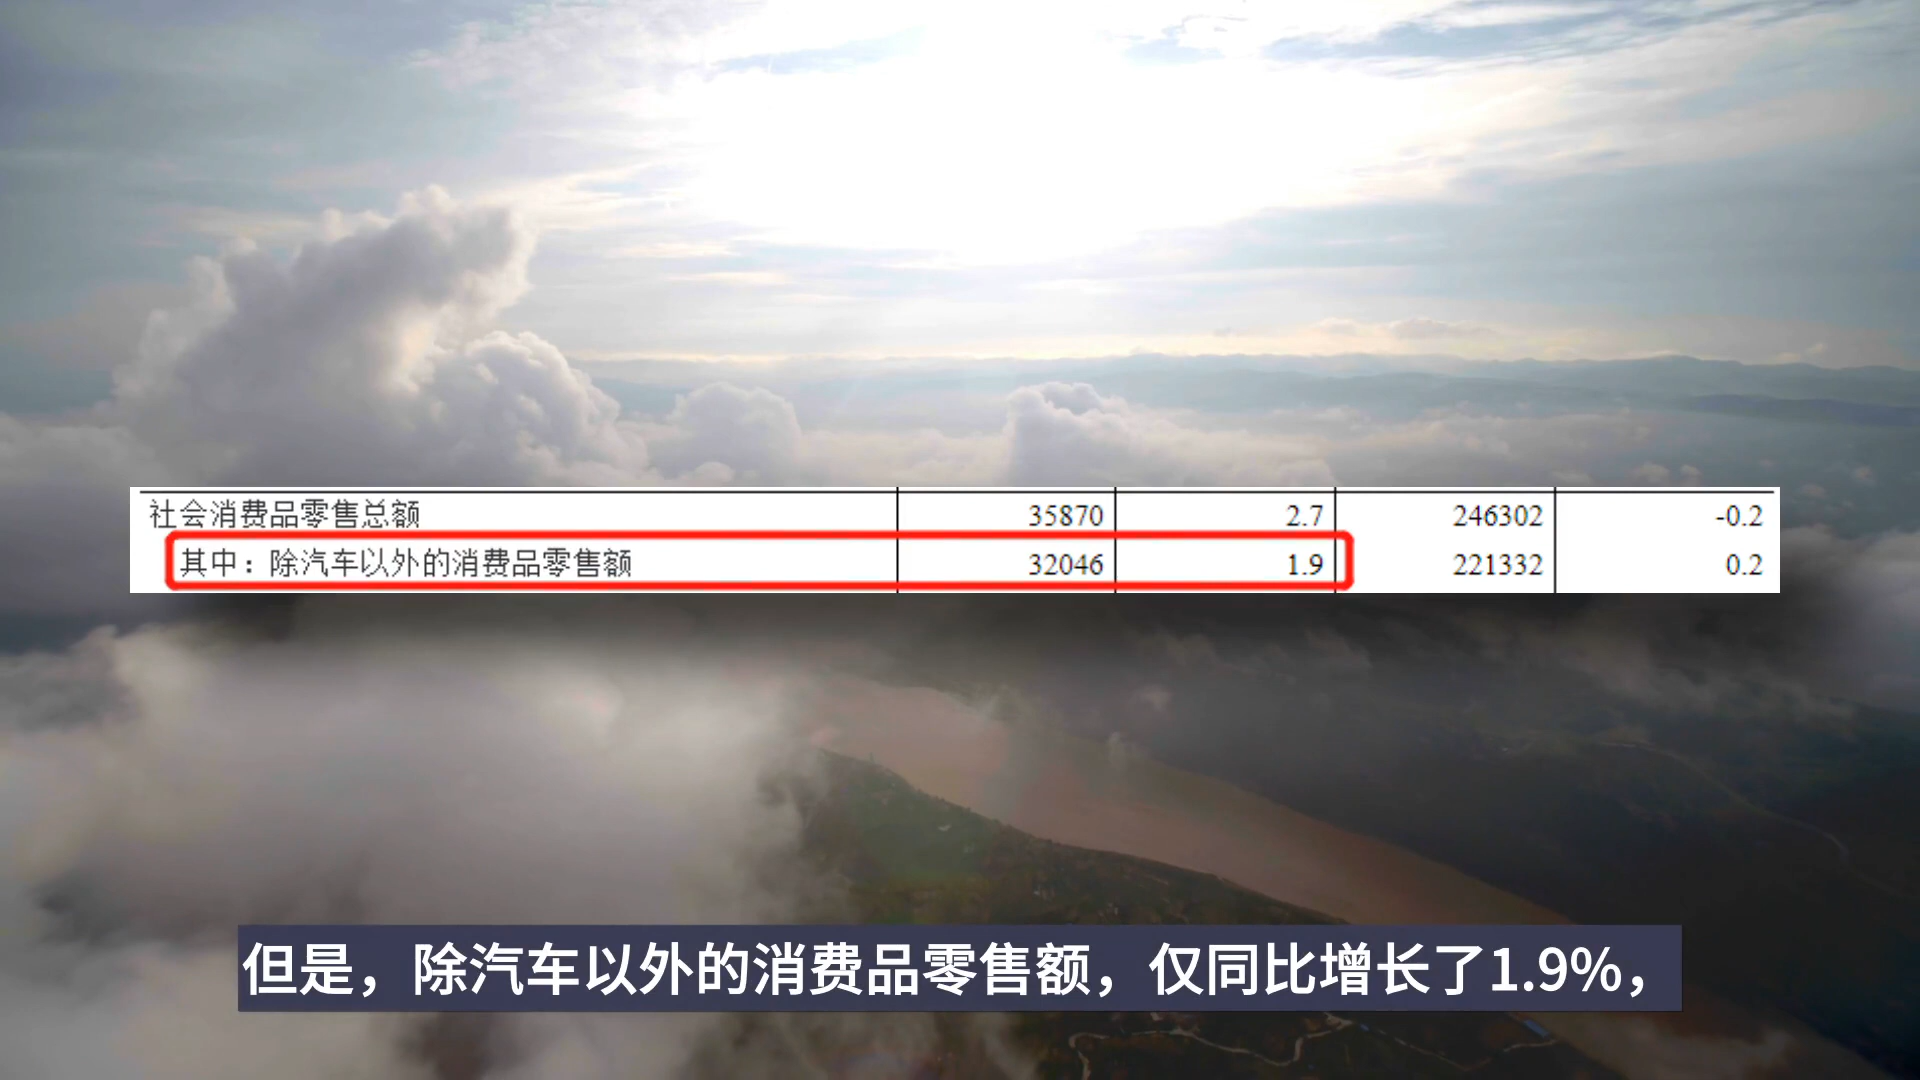 社会消费品零售总额 35870 2.7 246302 -0.2
其中：除汽车以外的消费品零售额 32046 1.9 221332 0.2
但是，除汽车以外的消费品零售额，仅同比增长了1.9%，